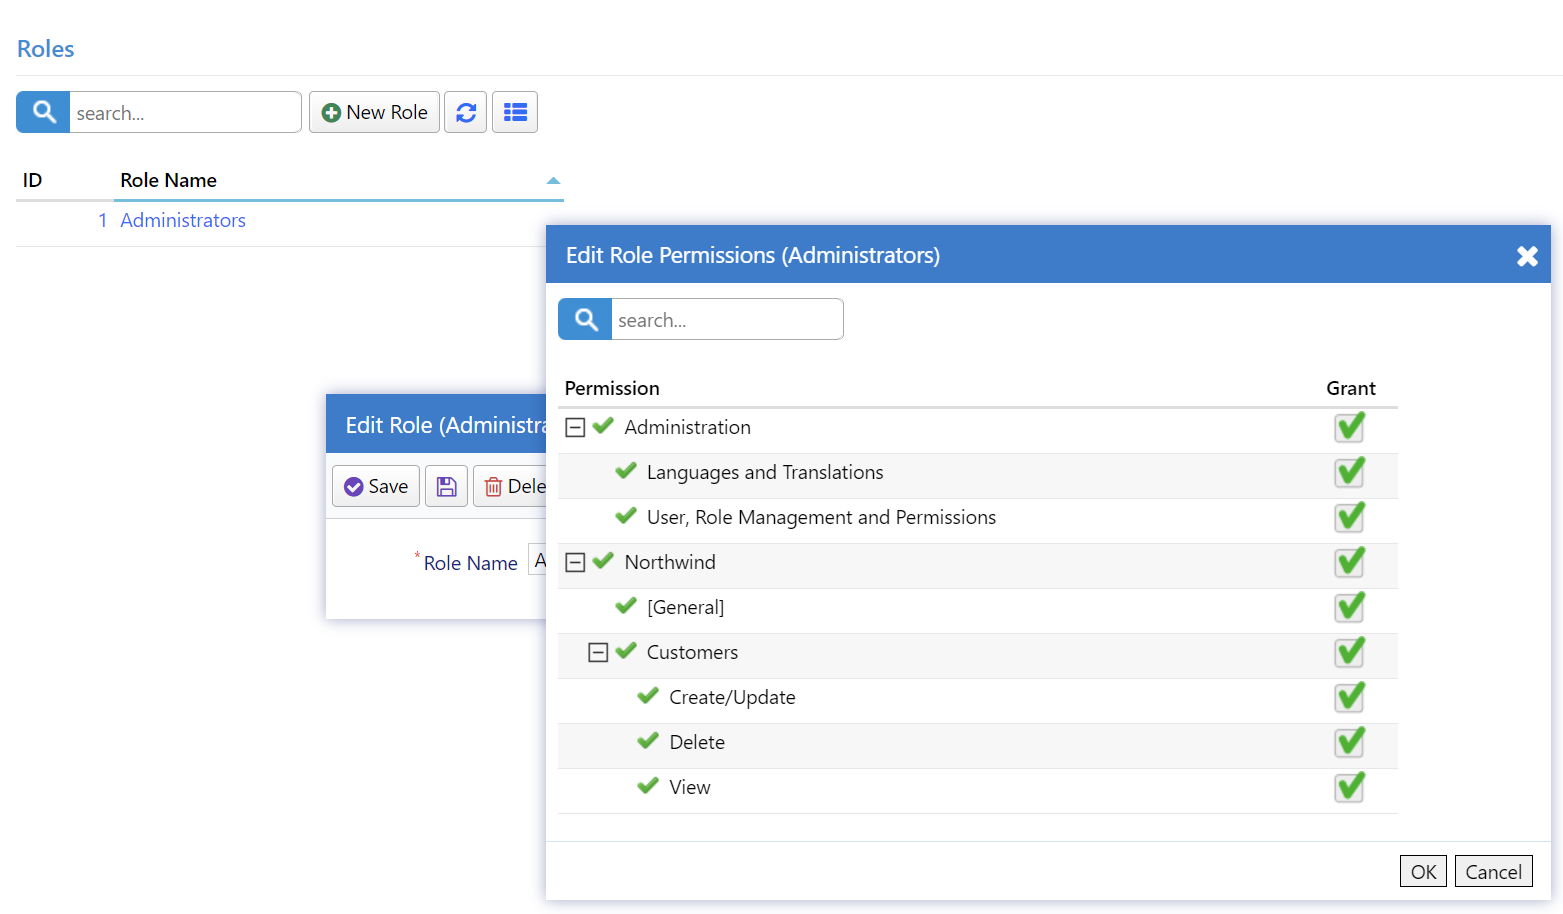 Roles
search...
New Role
ID Role Name
1 Administrators
Edit Role Permissions (Administrators)
search...
Permission Grant
Administration
Languages and Translations
User, Role Management and Permissions
Northwind
[General]
Customers
Create/Update
Delete
View
OK Cancel
Edit Role (Administra
Save Dele
*Role Name A